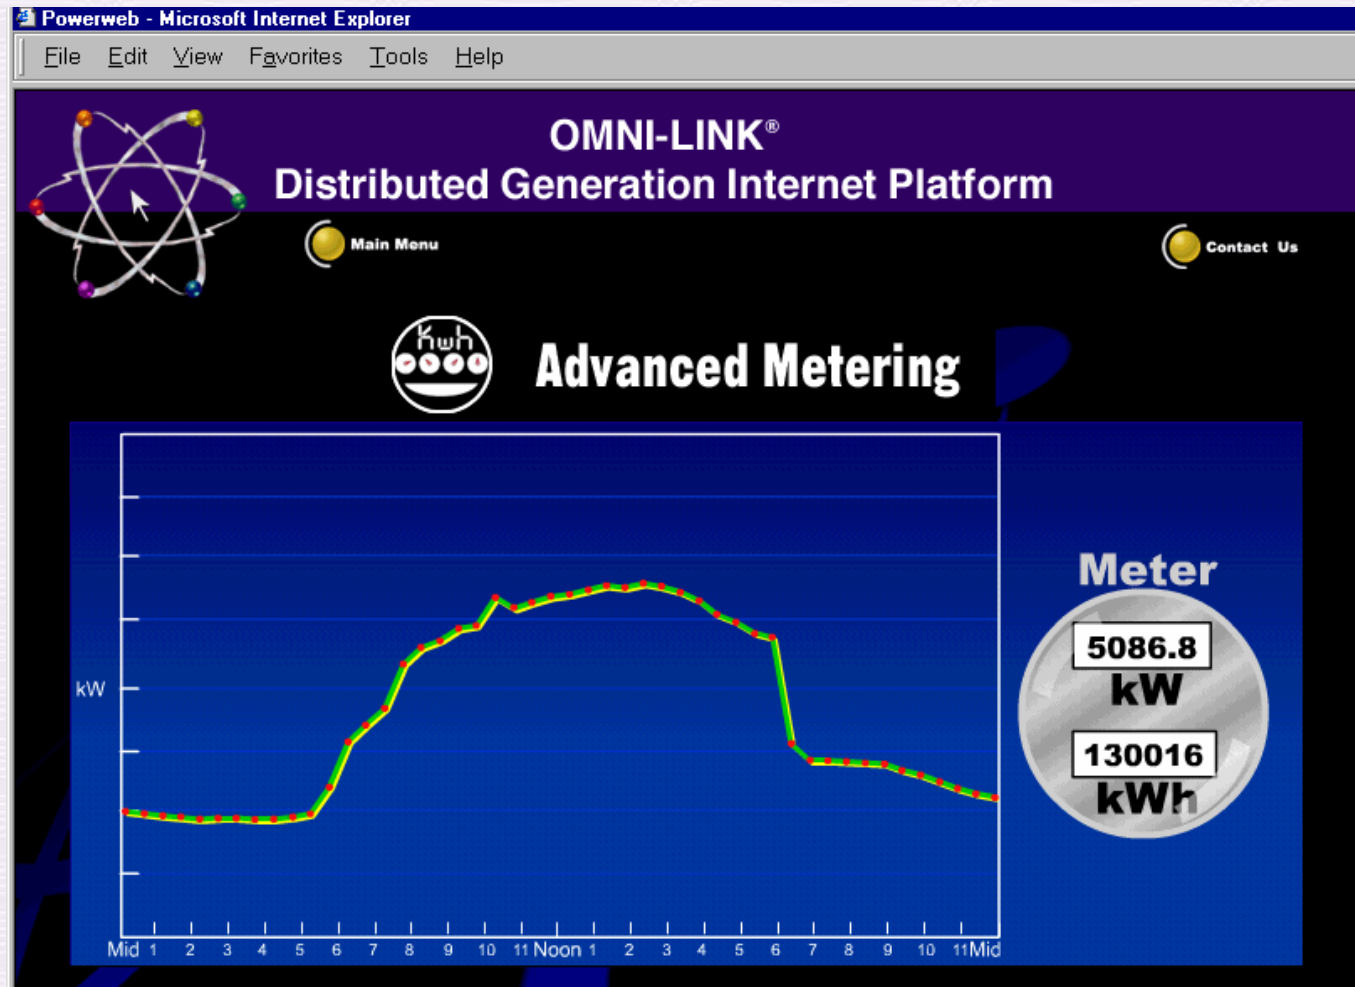 Powerweb - Microsoft Internet Explorer
File Edit View Favorites Tools Help
OMNI-LINK®
Distributed Generation Internet Platform
Main Menu
Contact Us
Kwh
Advanced Metering
Meter
5086.8
kW
130016
kWh
kW
Mid 1 2 3 4 5 6 7 8 9 10 11 Noon 1 2 3 4 5 6 7 8 9 10 11 Mid